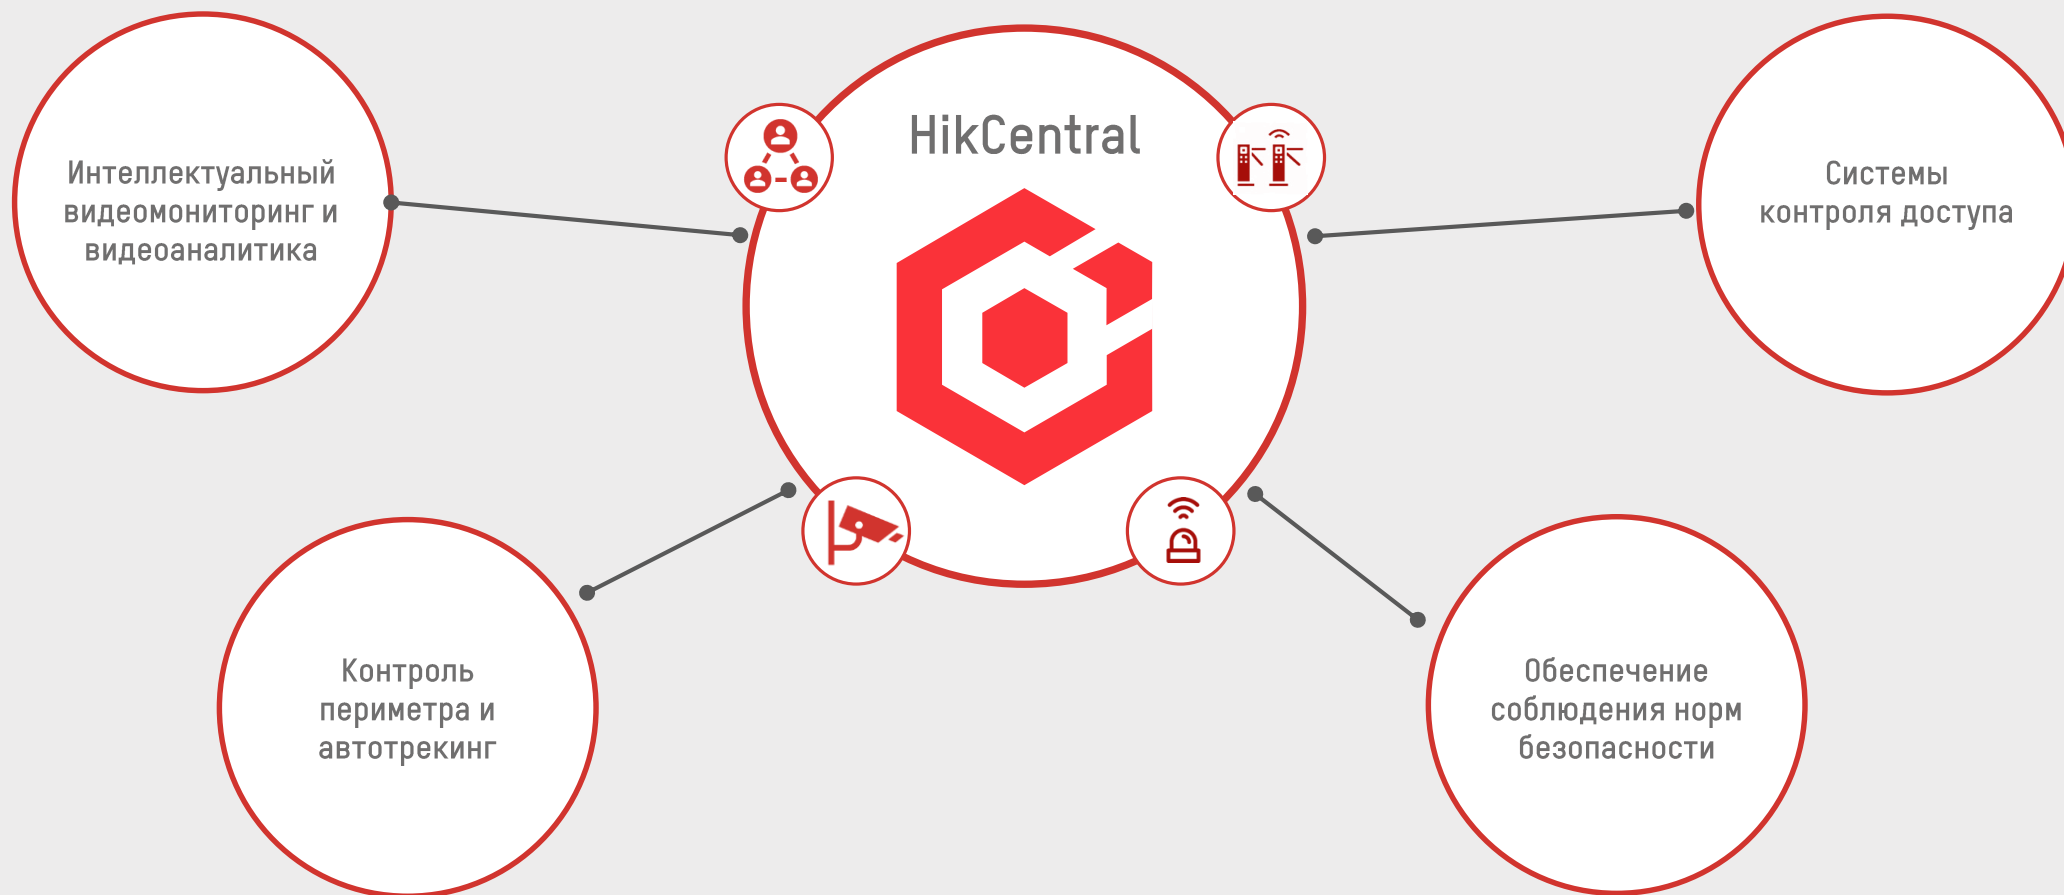 HikCentral
Интеллектуальный
видеомониторинг и
видеоаналитика
Системы
контроля доступа
Контроль
периметра и
автотрекинг
Обеспечение
соблюдения норм
безопасности